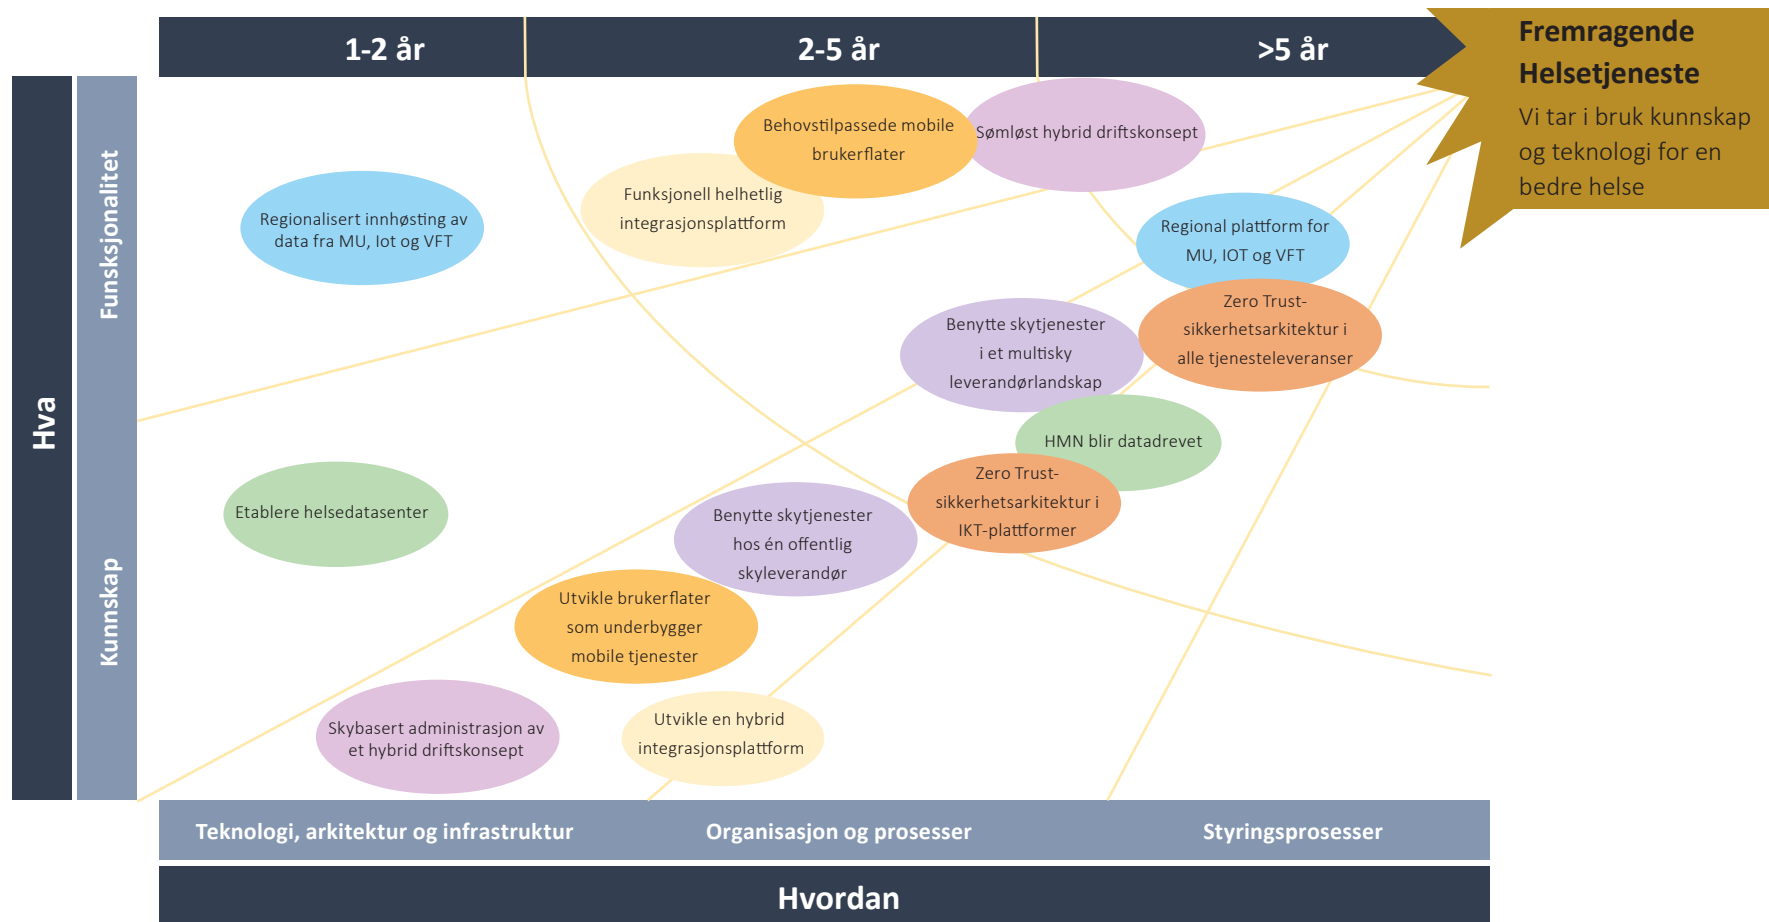 1-2 år
2-5 år
>5 år
Fremragende
Helsetjeneste
Vi tar i bruk kunnskap
og teknologi for en
bedre helse
Hva
Funsksjonalitet
Kunnskap
Behovstilpassede mobile
brukerflater
Sømløst hybrid driftskonsept
Funksjonell helhetlig
integrasjonsplattform
Regionalisert innhøsting av
data fra MU, Iot og VFT
Regional plattform for
MU, IOT og VFT
Zero Trust-
sikkerhetsarkitektur i
alle tjenesteleveranser
Benytte skytjenester
i et multisky
leverandørlandskap
HMN blir datadrevet
Zero Trust-
sikkerhetsarkitektur i
IKT-plattformer
Etablere helsedatasenter
Benytte skytjenester
hos én offentlig
skyleverandør
Utvikle brukerflater
som underbygger
mobile tjenester
Skybasert administrasjon av
et hybrid driftskonsept
Utvikle en hybrid
integrasjonsplattform
Teknologi, arkitektur og infrastruktur
Organisasjon og prosesser
Styringsprosesser
Hvordan